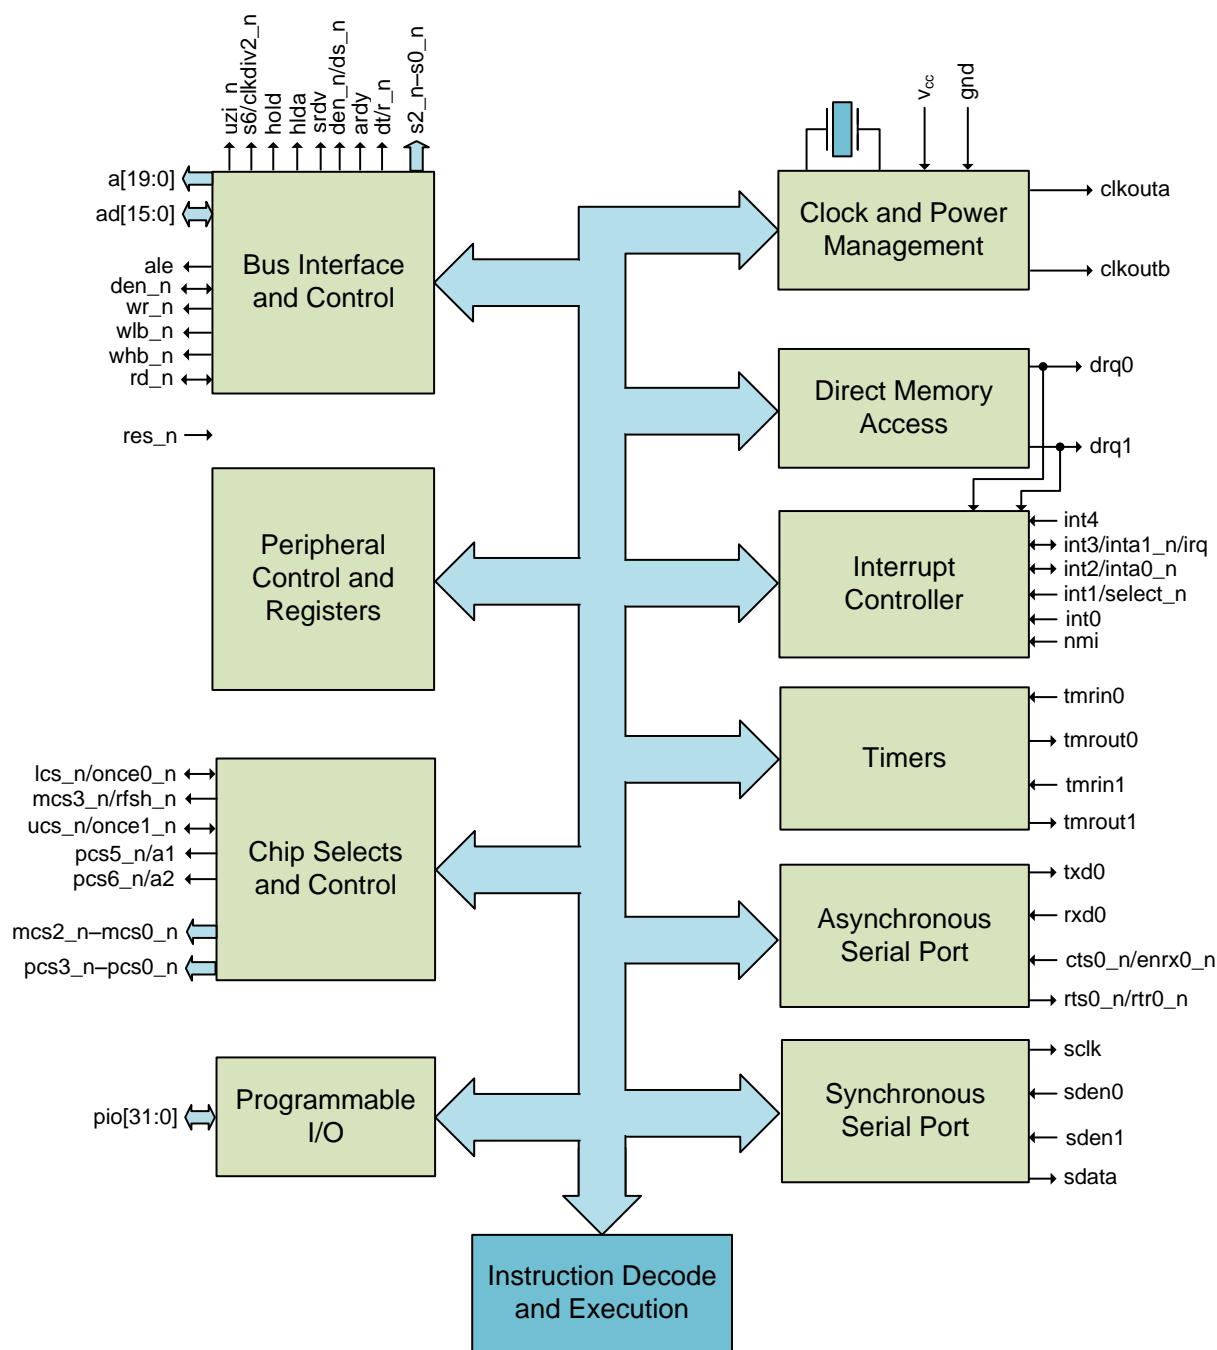 uzi_n
s6/clkdiv2_n
hold
hlda
srdv
den_n/ds_n
ardy
dt/r_n
s2_n–s0_n
a[19:0]
ad[15:0]
ale
den_n
wr_n
wlb_n
whb_n
rd_n
res_n
Bus Interface
and Control
Peripheral
Control and
Registers
lcs_n/once0_n
mcs3_n/rfsh_n
ucs_n/once1_n
pcs5_n/a1
pcs6_n/a2
mcs2_n–mcs0_n
pcs3_n–pcs0_n
Chip Selects
and Control
pio[31:0]
Programmable
I/O
vcc
gnd
Clock and Power
Management
clkouta
clkoutb
Direct Memory
Access
drq0
drq1
Interrupt
Controller
int4
int3/inta1_n/irq
int2/inta0_n
int1/select_n
int0
nmi
Timers
tmrin0
tmrout0
tmrin1
tmrout1
Asynchronous
Serial Port
txd0
rxd0
cts0_n/enrx0_n
rts0_n/rtr0_n
Synchronous
Serial Port
sclk
sden0
sden1
sdata
Instruction Decode
and Execution